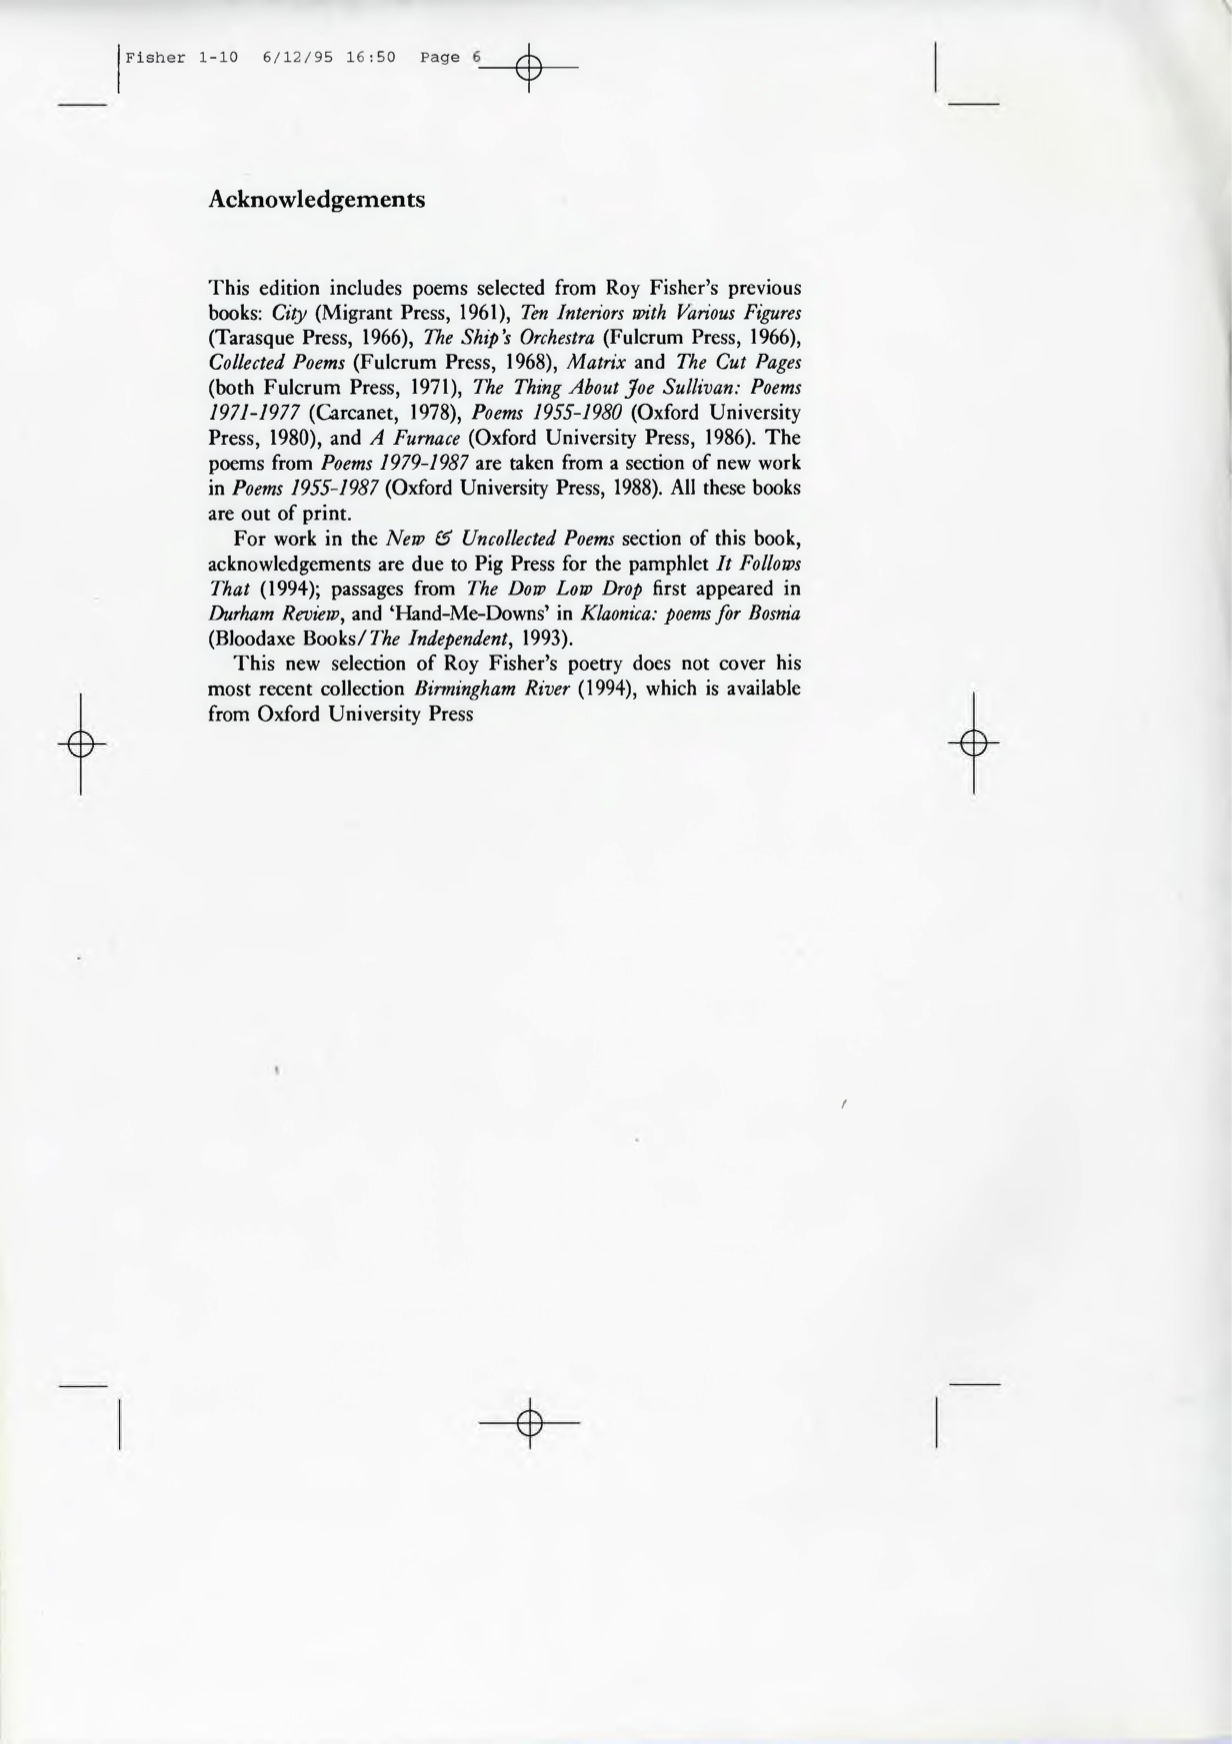 Fisher 1-10 6/12/95 16:50 Page 6
Acknowledgements
This edition includes poems selected from Roy Fisher's previous
books: City (Migrant Press, 1961), Ten Interiors with Various Figures
(Tarasque Press, 1966), The Ship's Orchestra (Fulcrum Press, 1966),
Collected Poems (Fulcrum Press, 1968), Matrix and The Cut Pages
(both Fulcrum Press, 1971), The Thing About Joe Sullivan: Poems
1971-1977 (Carcanet, 1978), Poems 1955-1980 (Oxford University
Press, 1980), and A Furnace (Oxford University Press, 1986). The
poems from Poems 1979-1987 are taken from a section of new work
in Poems 1955-1987 (Oxford University Press, 1988). All these books
are out of print.
For work in the New & Uncollected Poems section of this book,
acknowledgements are due to Pig Press for the pamphlet It Follows
That (1994); passages from The Dow Low Drop first appeared in
Durham Review, and 'Hand-Me-Downs' in Klaonica: poems for Bosnia
(Bloodaxe Books/The Independent, 1993).
This new selection of Roy Fisher's poetry does not cover his
most recent collection Birmingham River (1994), which is available
from Oxford University Press